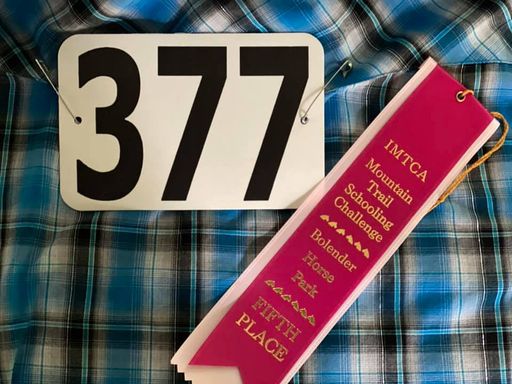 377
IMTCA
Mountain
Trail
Schooling
Challenge
Bolender
Horse
Park
FIFTH
PLACE